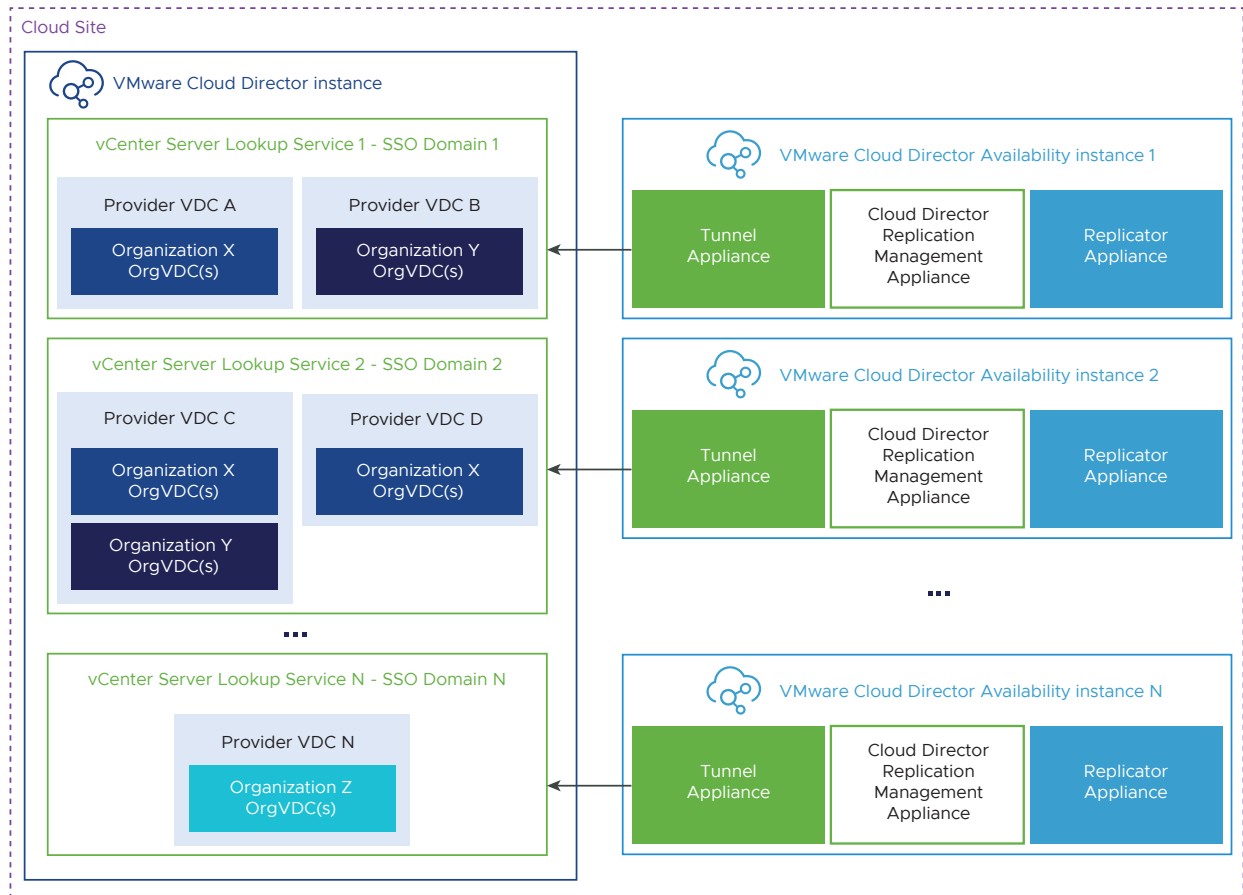 Cloud Site
VMware Cloud Director instance
vCenter Server Lookup Service 1 - SSO Domain 1
Provider VDC A
Organization X
OrgVDC(s)
Provider VDC B
Organization Y
OrgVDC(s)
VMware Cloud Director Availability instance 1
Tunnel
Appliance
Cloud Director
Replication
Management
Appliance
Replicator
Appliance
vCenter Server Lookup Service 2 - SSO Domain 2
Provider VDC C
Organization X
OrgVDC(s)
Organization Y
OrgVDC(s)
Provider VDC D
Organization X
OrgVDC(s)
VMware Cloud Director Availability instance 2
Tunnel
Appliance
Cloud Director
Replication
Management
Appliance
Replicator
Appliance
...
...
vCenter Server Lookup Service N - SSO Domain N
Provider VDC N
Organization Z
OrgVDC(s)
VMware Cloud Director Availability instance N
Tunnel
Appliance
Cloud Director
Replication
Management
Appliance
Replicator
Appliance